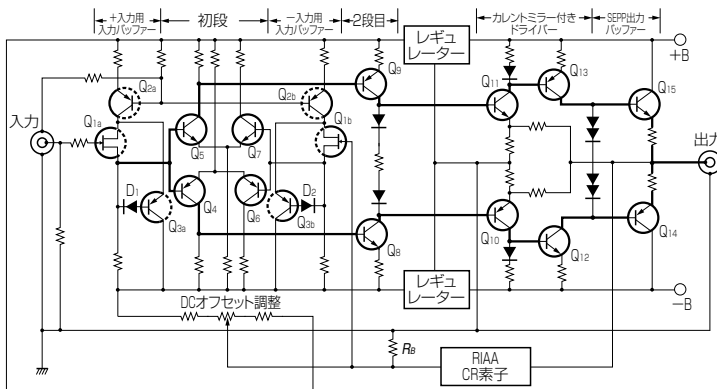 +入力用
入力バッファー
初段
−入力用
入力バッファー
2段目
レギュ
レーター
カレントミラー付き
ドライバー
SEPP出力
バッファー
+B
Q2a
Q2b
Q9
Q11
Q13
Q15
入力
Q1a
Q5
Q7
Q1b
出力
D1
Q4
Q6
D2
Q3a
Q3b
Q8
Q10
Q12
Q14
レギュ
レーター
−B
DCオフセット調整
RB
RIAA
CR素子